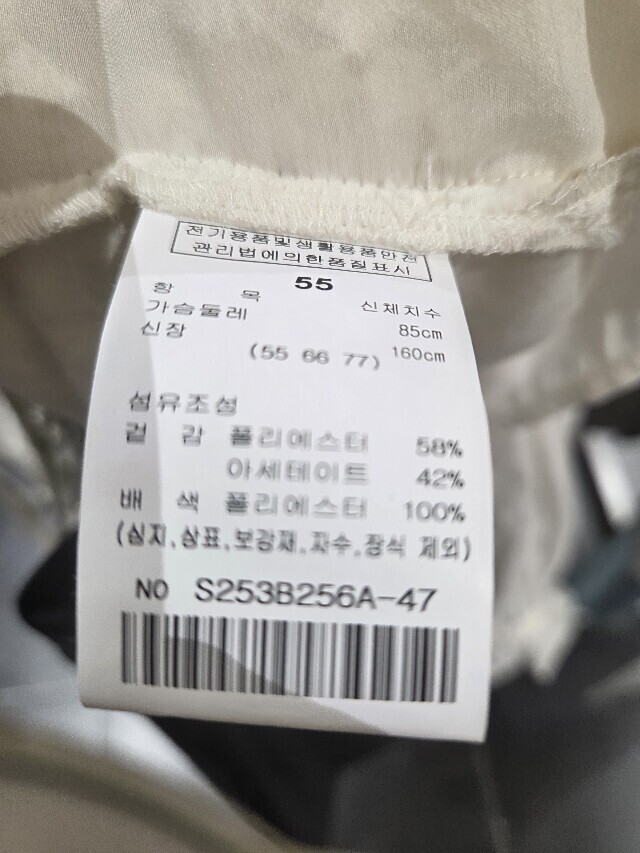 전기용품및생활용품안전
관리법에의한품질표시
55
항 목 신체치수
가슴둘레 85cm
신장 (55 66 77) 160cm
섬유조성
겉 감 폴리에스터 58%
아세테이트 42%
배 색 폴리에스터 100%
(심지,상표,보강재,자수,장식 제외)
NO S253B256A-47